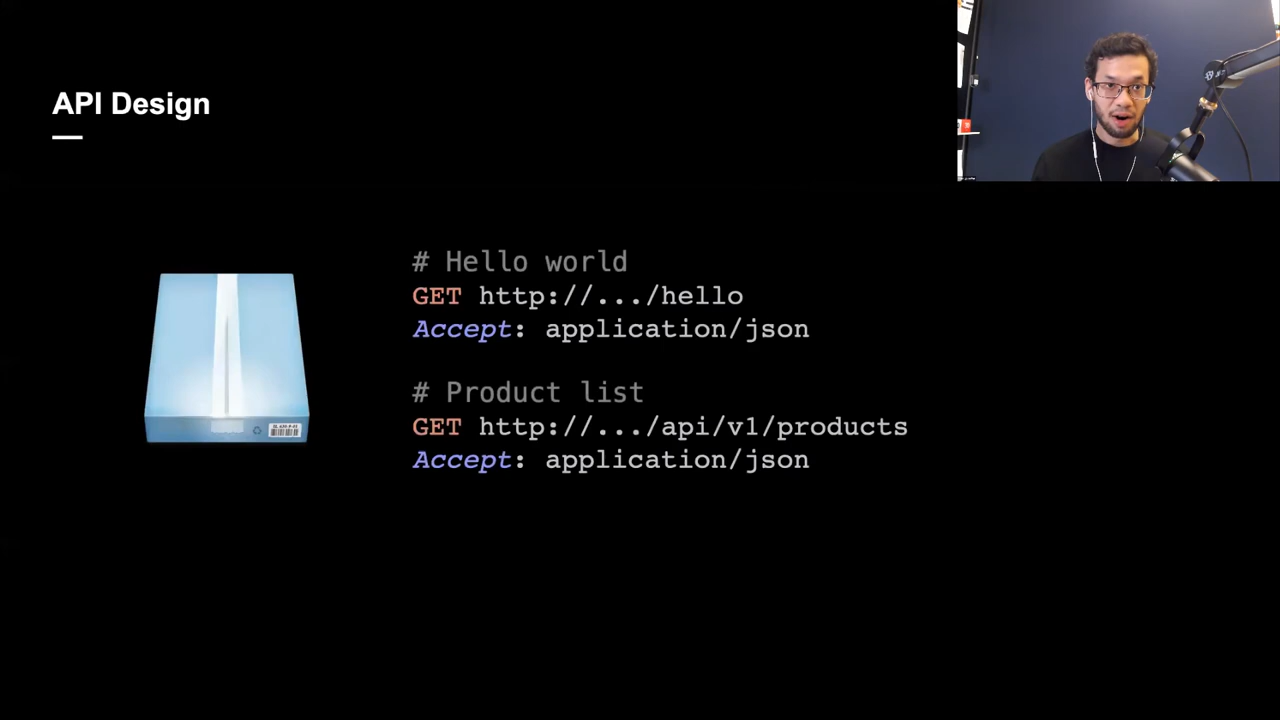 API Design
# Hello world
GET http://.../hello
Accept: application/json
# Product list
GET http://.../api/v1/products
Accept: application/json